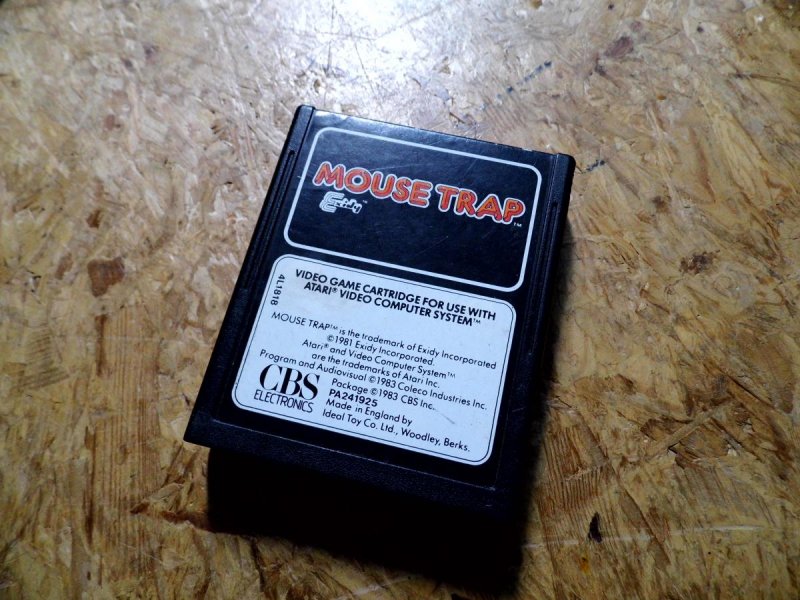 MOUSE TRAP™
Exidy™
4L1818
VIDEO GAME CARTRIDGE FOR USE WITH
ATARI® VIDEO COMPUTER SYSTEM™
MOUSE TRAP™ is the trademark of Exidy Incorporated
©1981 Exidy Incorporated.
Atari® and Video Computer System™
are the trademarks of Atari Inc.
Program and Audiovisual ©1983 Coleco Industries Inc.
Package ©1983 CBS Inc.
PA241925
Made in England by
Ideal Toy Co. Ltd., Woodley, Berks.
CBS
ELECTRONICS